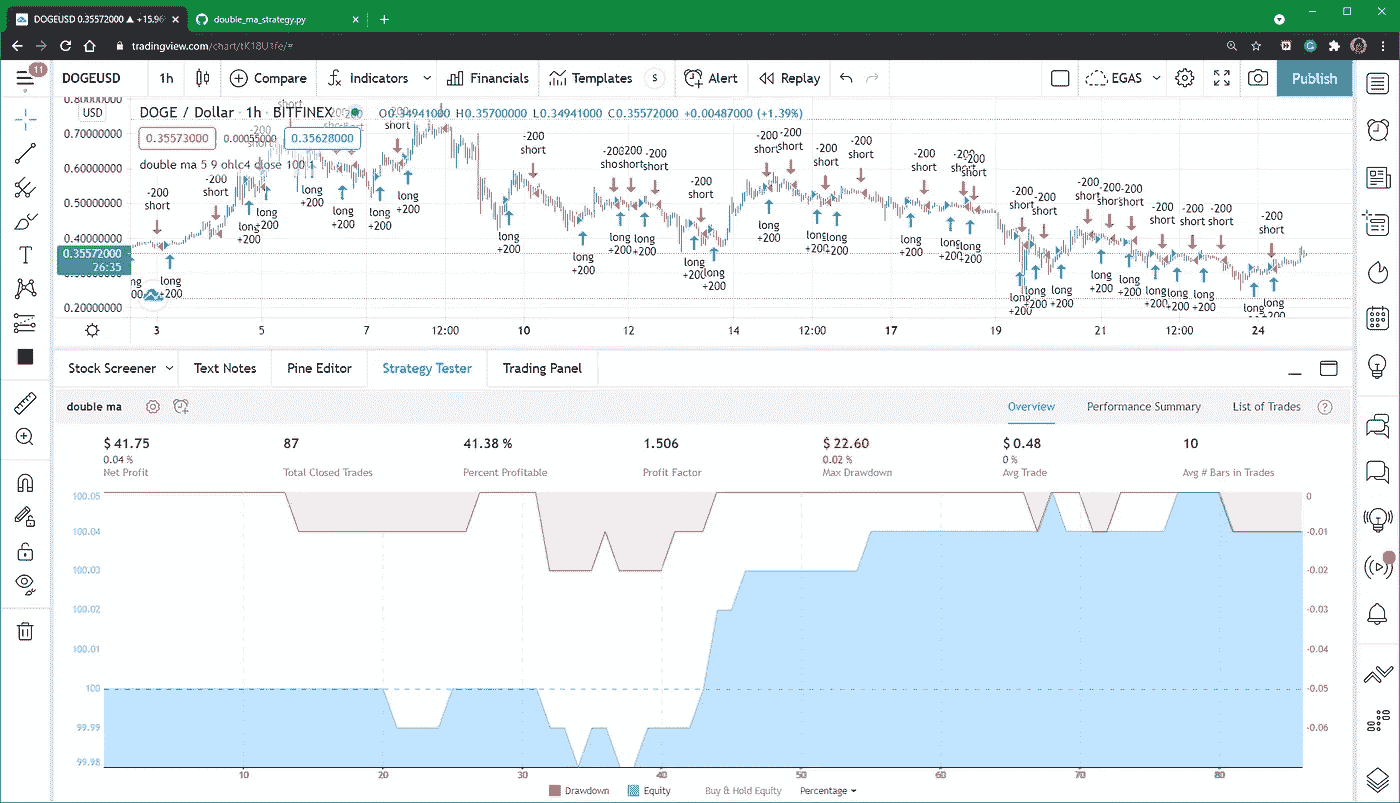 DOGEUSD 0.35572000 ▲ +15.96
double_ma_strategy.py
tradingview.com/chart/tK18U3fe/#
11
DOGEUSD 1h Compare Indicators Financials Templates S Alert Replay EGAS Publish
USD
DOGE / Dollar · 1h · BITFINEX O0.34941000 H0.35700000 L0.34941000 C0.35572000 +0.00487000 (+1.39%)
0.35573000 0.00055000 0.35628000
double ma 5 9 ohlc4 close 100 1
0.80000000
0.70000000
0.60000000
0.50000000
0.40000000
0.35572000
26:35
0.20000000
-200
short
long
+200
3 5 7 12:00 10 12 14 12:00 17 19 21 12:00 24
Stock Screener Text Notes Pine Editor Strategy Tester Trading Panel
double ma Overview Performance Summary List of Trades
$ 41.75 87 41.38 % 1.506 $ 22.60 $ 0.48 10
0.04 % 0.02 % 0 %
Net Profit Total Closed Trades Percent Profitable Profit Factor Max Drawdown Avg Trade Avg # Bars in Trades
100.05 0
100.04 -0.01
100.03 -0.02
100.02 -0.03
100.01 -0.04
100 -0.05
99.99 -0.06
99.98
10 20 30 40 50 60 70 80
Drawdown Equity Buy & Hold Equity Percentage